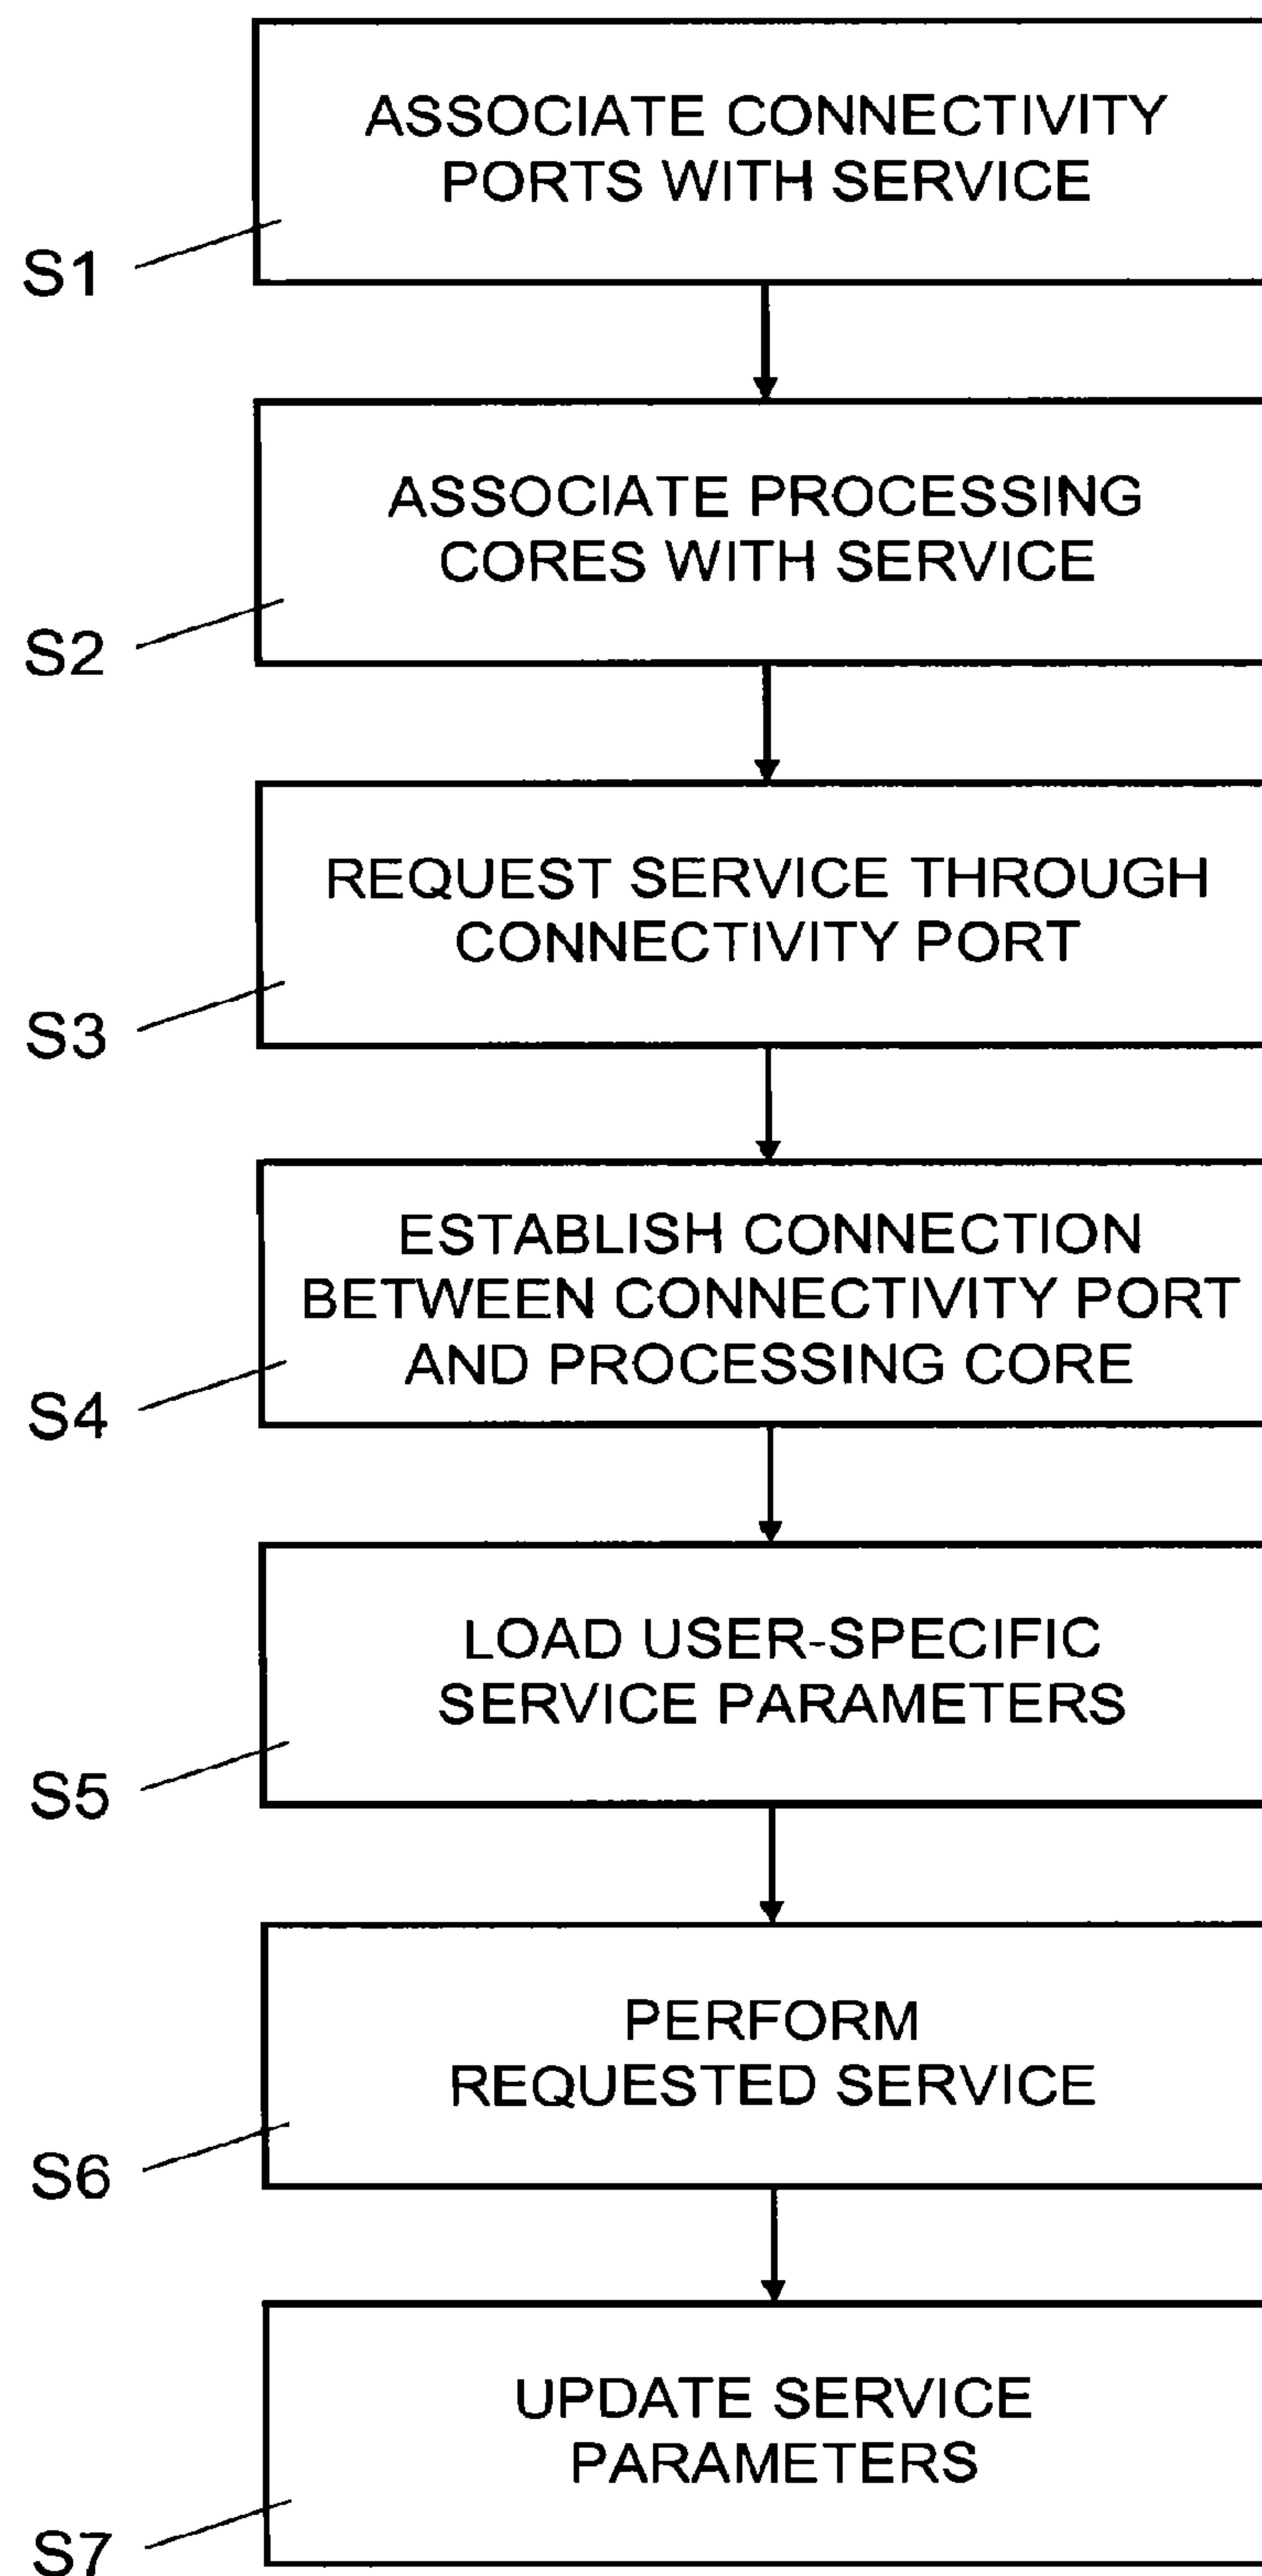 ASSOCIATE CONNECTIVITY
PORTS WITH SERVICE
S1
ASSOCIATE PROCESSING
CORES WITH SERVICE
S2
REQUEST SERVICE THROUGH
CONNECTIVITY PORT
S3
ESTABLISH CONNECTION
BETWEEN CONNECTIVITY PORT
AND PROCESSING CORE
S4
LOAD USER-SPECIFIC
SERVICE PARAMETERS
S5
PERFORM
REQUESTED SERVICE
S6
UPDATE SERVICE
PARAMETERS
S7